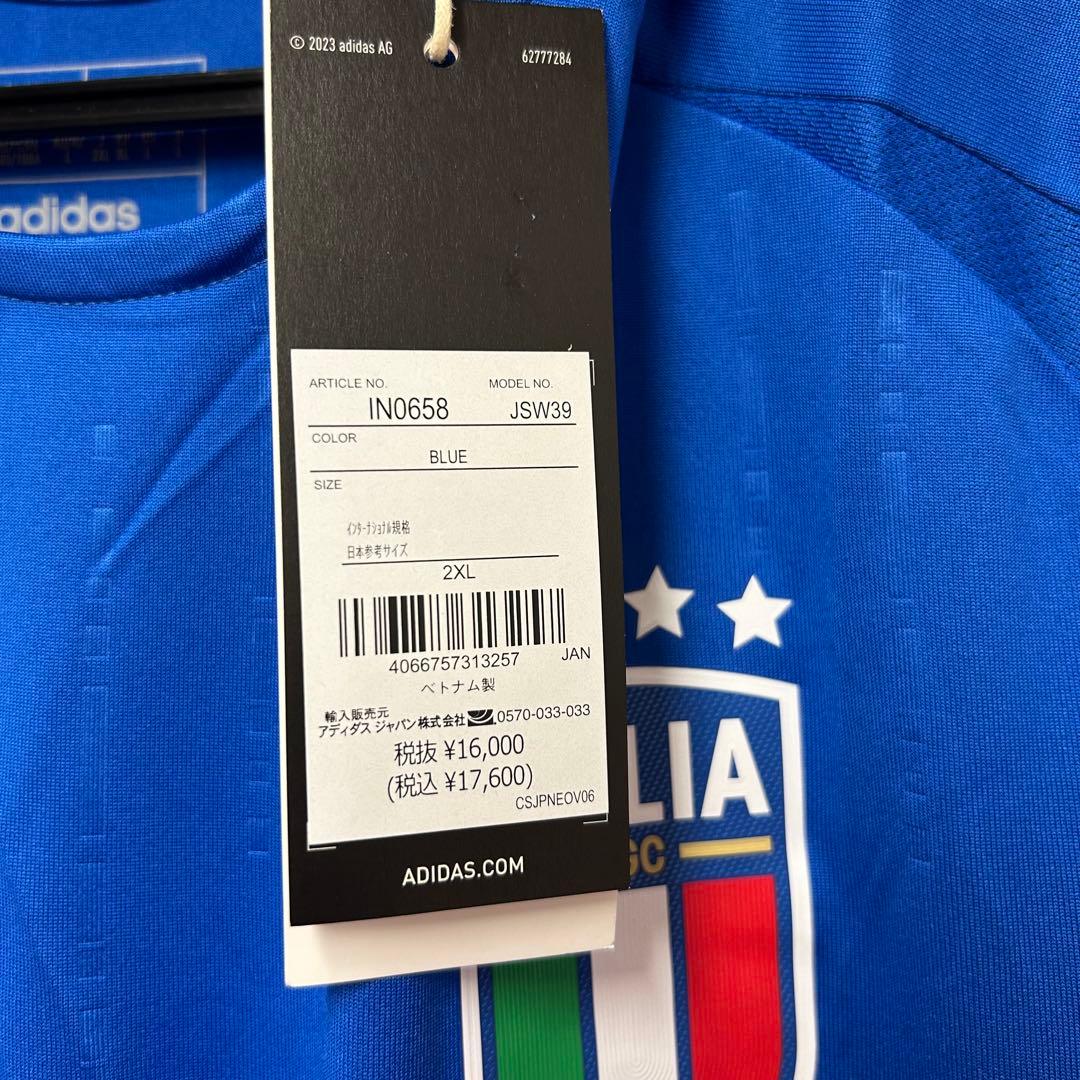 © 2023 adidas AG
62777284
adidas
ARTICLE NO.
MODEL NO.
IN0658
JSW39
COLOR
BLUE
SIZE
インターナショナル規格
日本参考サイズ
2XL
4066757313257
JAN
ベトナム製
輸入販売元
アディダス ジャパン株式会社 0570-033-033
税抜 ¥16,000
(税込 ¥17,600)
CSJPNEOV06
ADIDAS.COM
LIA
GC